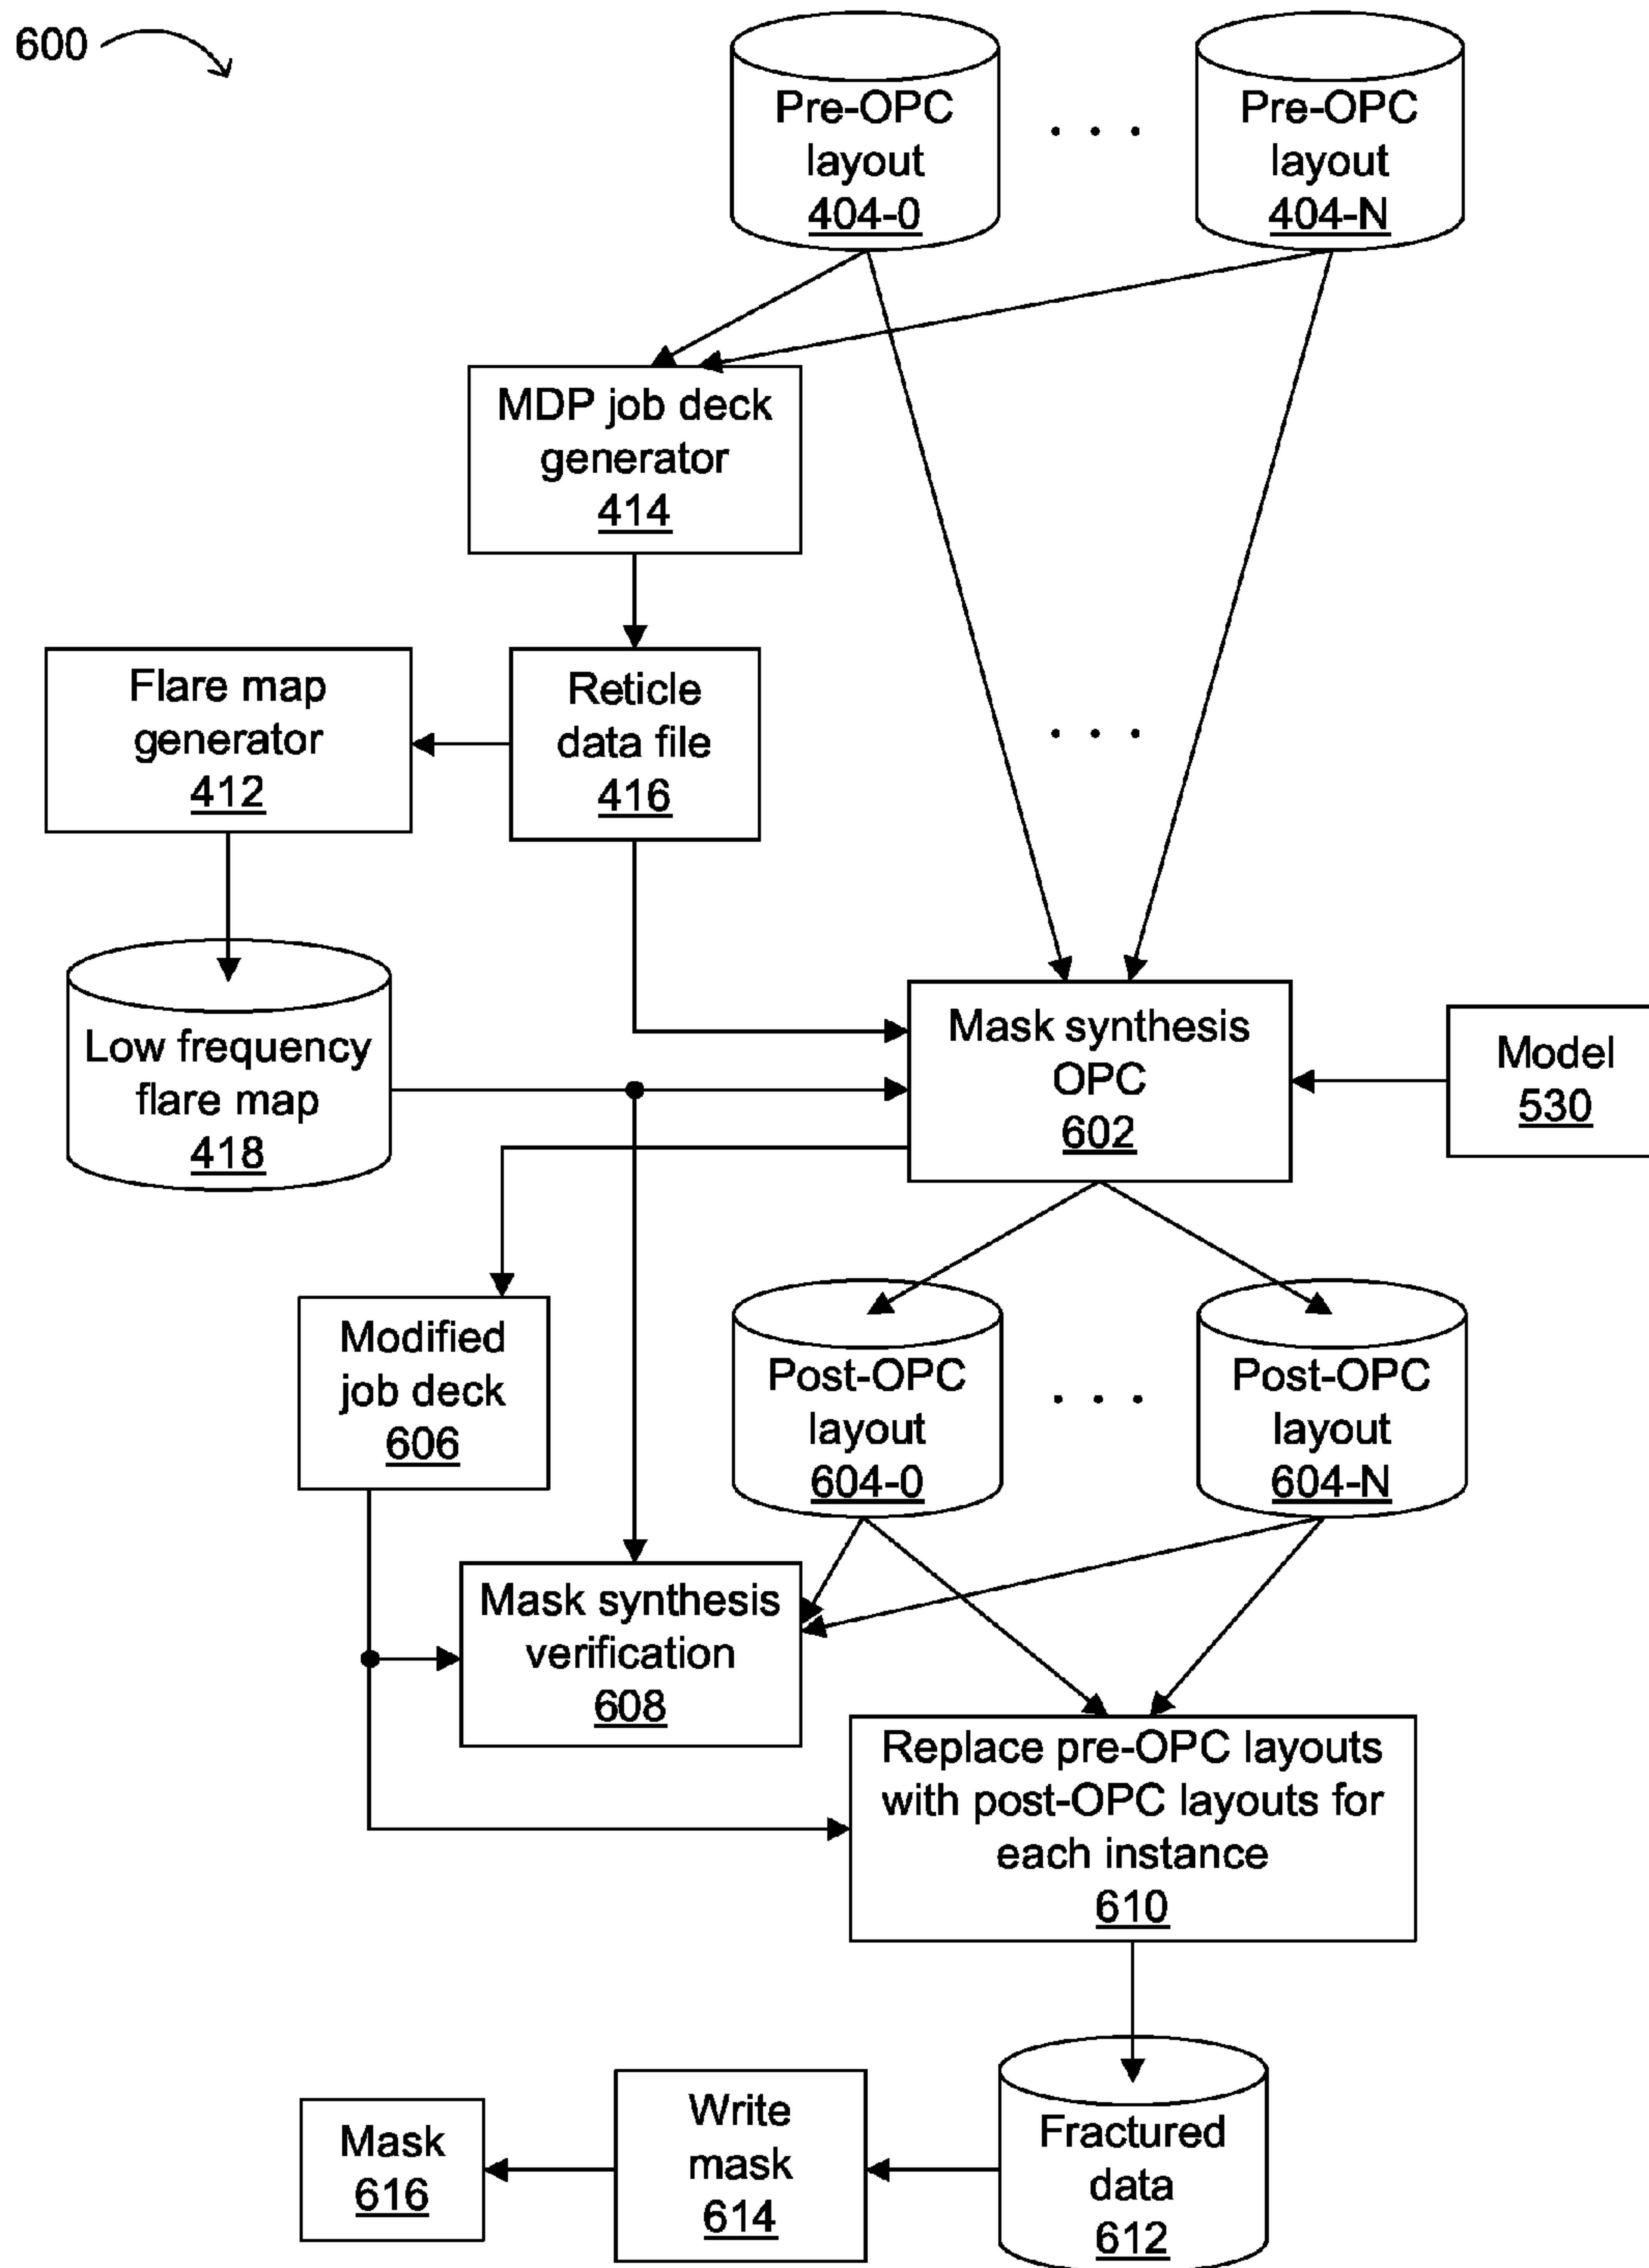 600
Pre-OPC
layout
404-0
. . .
Pre-OPC
layout
404-N
MDP job deck
generator
414
Flare map
generator
412
Reticle
data file
416
. . .
Low frequency
flare map
418
Mask synthesis
OPC
602
Model
530
Modified
job deck
606
Post-OPC
layout
604-0
. . .
Post-OPC
layout
604-N
Mask synthesis
verification
608
Replace pre-OPC layouts
with post-OPC layouts for
each instance
610
Mask
616
Write
mask
614
Fractured
data
612